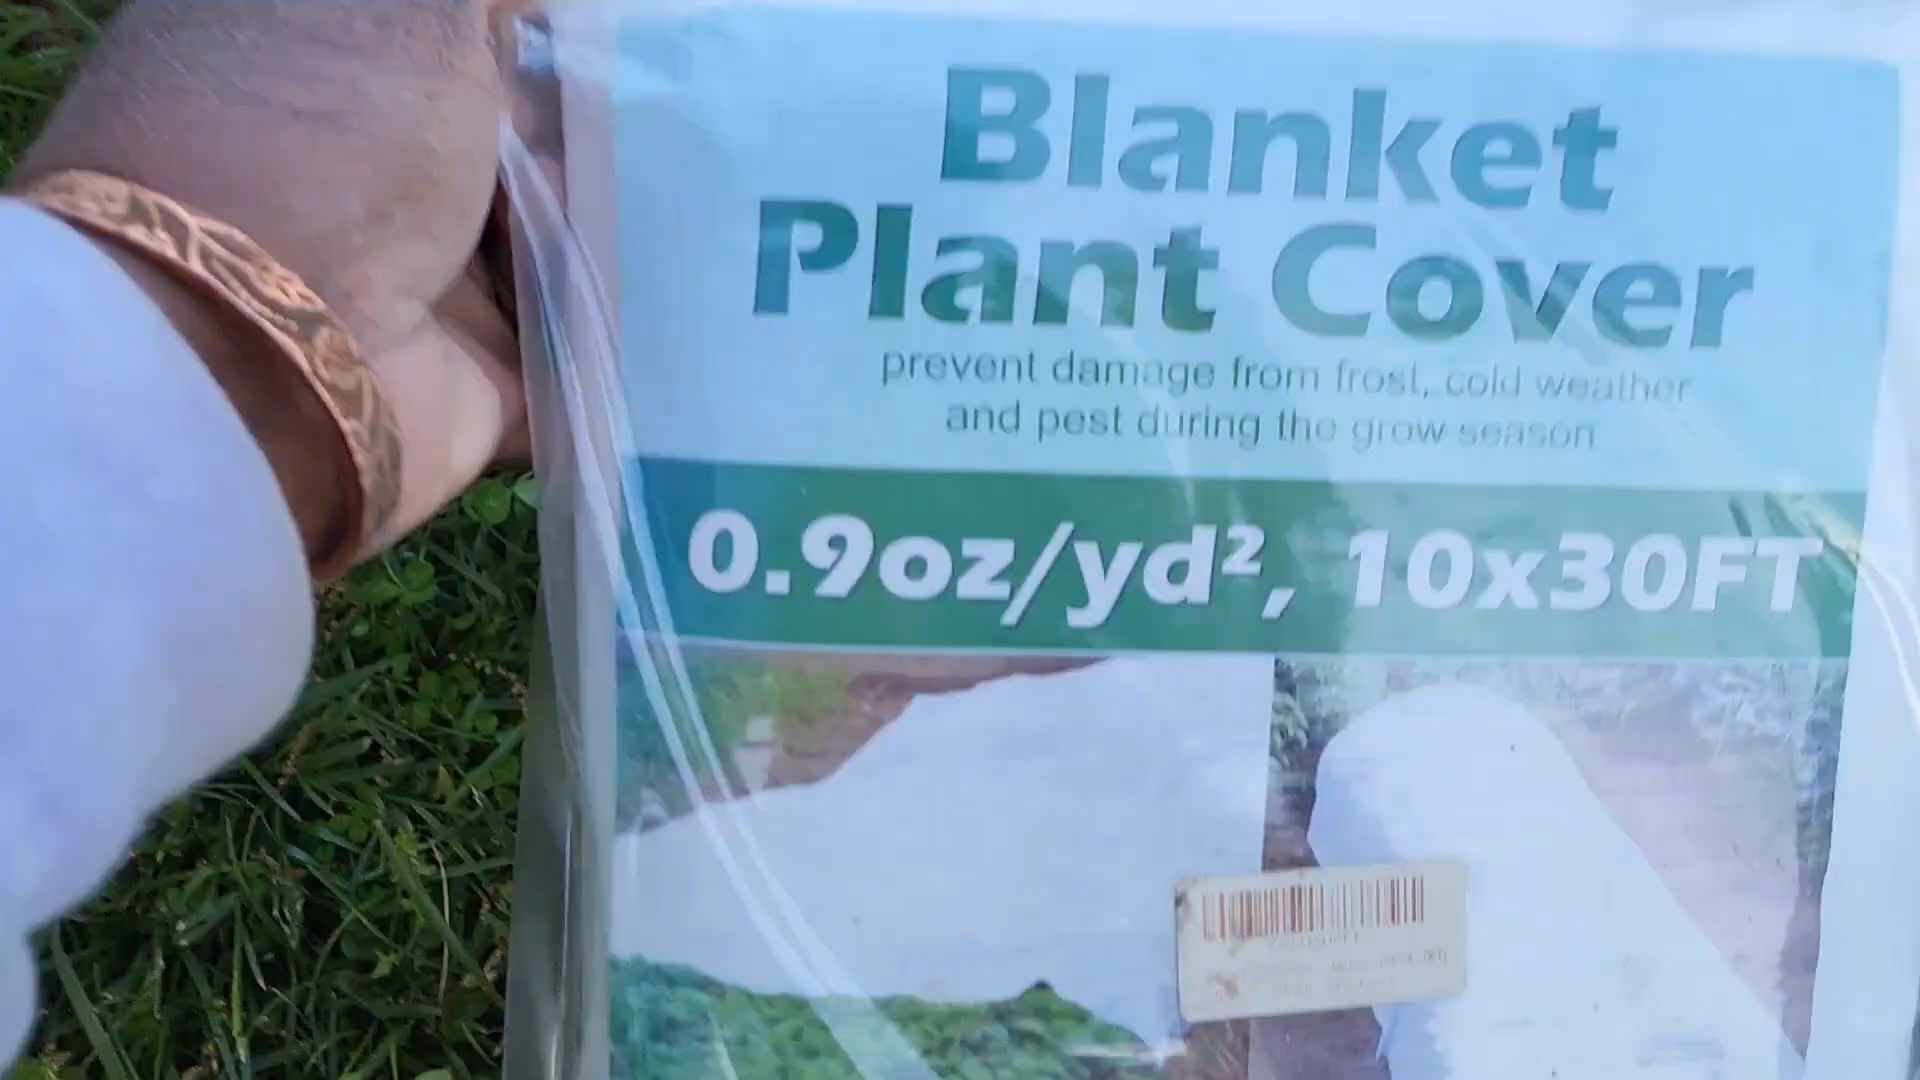 Blanket
Plant Cover
prevent damage from frost, cold weather
and pest during the grow season
0.9oz/yd², 10x30FT